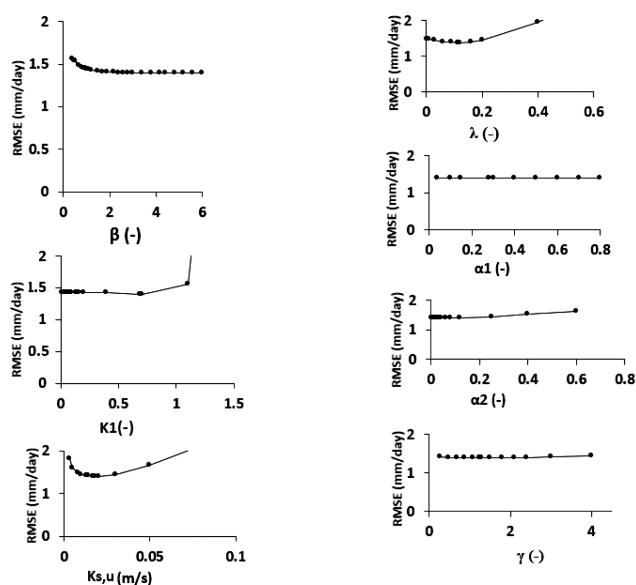 RMSE (mm/day)
2
1.5
1
0.5
0
0 2 4 6
β (-)
RMSE (mm/day)
2
1.5
1
0.5
0
0 0.5 1 1.5
K1(-)
RMSE (mm/day)
2
1
0
0 0.05 0.1
Ks,u (m/s)
RMSE (mm/day)
2
1
0
0 0.2 0.4 0.6
λ (-)
RMSE (mm/day)
2
1
0
0 0.2 0.4 0.6 0.8
α1 (-)
RMSE (mm/day)
2
1
0
0 0.2 0.4 0.6 0.8
α2 (-)
RMSE (mm/day)
2
1
0
0 2 4
γ (-)